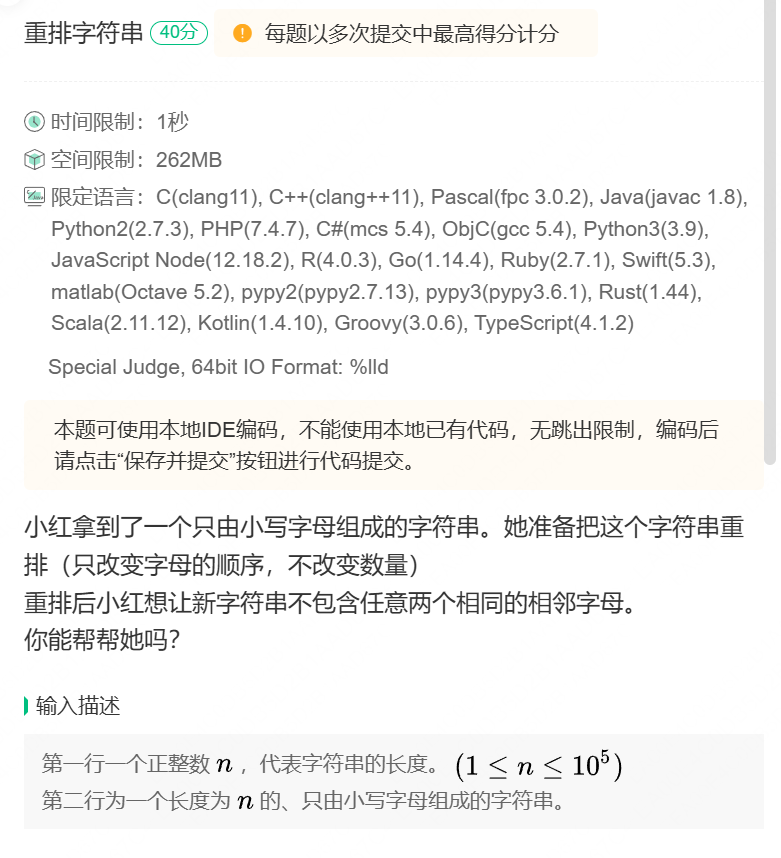 重排字符串 40分 ! 每题以多次提交中最高得分计分
时间限制：1秒
空间限制：262MB
限定语言：C(clang11), C++(clang++11), Pascal(fpc 3.0.2), Java(javac 1.8),
Python2(2.7.3), PHP(7.4.7), C#(mcs 5.4), ObjC(gcc 5.4), Python3(3.9),
JavaScript Node(12.18.2), R(4.0.3), Go(1.14.4), Ruby(2.7.1), Swift(5.3),
matlab(Octave 5.2), pypy2(pypy2.7.13), pypy3(pypy3.6.1), Rust(1.44),
Scala(2.11.12), Kotlin(1.4.10), Groovy(3.0.6), TypeScript(4.1.2)
Special Judge, 64bit IO Format: %lld
本题可使用本地IDE编码，不能使用本地已有代码，无跳出限制，编码后
请点击“保存并提交”按钮进行代码提交。
小红拿到了一个只由小写字母组成的字符串。她准备把这个字符串重
排（只改变字母的顺序，不改变数量）
重排后小红想让新字符串不包含任意两个相同的相邻字母。
你能帮帮她吗？
输入描述
第一行一个正整数 n ，代表字符串的长度。(1 ≤ n ≤ 10⁵)
第二行为一个长度为 n 的、只由小写字母组成的字符串。